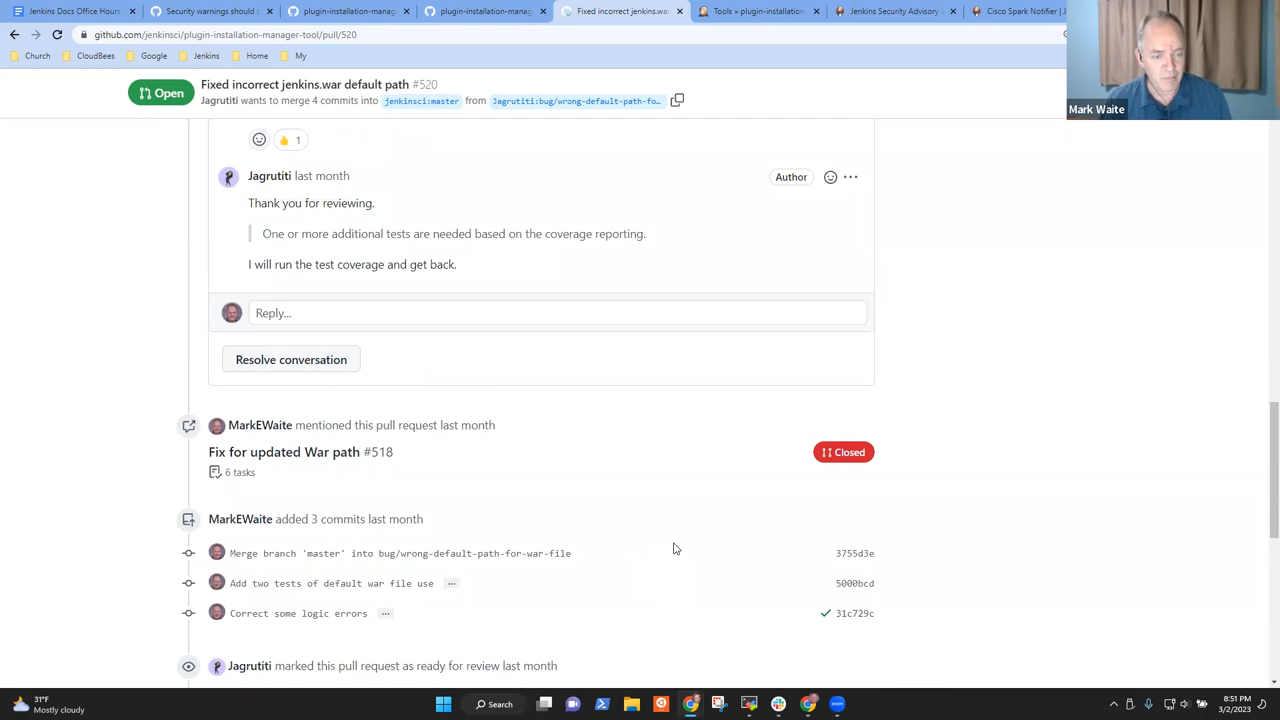 Jenkins Docs Office Hours
Security warnings should l
plugin-installation-manag
plugin-installation-manag
Fixed incorrect jenkins.wa
Tools » plugin-installation
Jenkins Security Advisory
Cisco Spark Notifier | Jenk
github.com/jenkinsci/plugin-installation-manager-tool/pull/520
Church
CloudBees
Google
Jenkins
Home
My
Mark Waite
Open
Fixed incorrect jenkins.war default path #520
Jagrutiti wants to merge 4 commits into jenkinsci:master from Jagrutiti:bug/wrong-default-path-fo...
1
Jagrutiti last month
Author
Thank you for reviewing.
One or more additional tests are needed based on the coverage reporting.
I will run the test coverage and get back.
Reply...
Resolve conversation
MarkEWaite mentioned this pull request last month
Fix for updated War path #518
Closed
6 tasks
MarkEWaite added 3 commits last month
Merge branch 'master' into bug/wrong-default-path-for-war-file 3755d3e
Add two tests of default war file use ... 5000bcd
Correct some logic errors ... 31c729c
Jagrutiti marked this pull request as ready for review last month
31°F
Mostly cloudy
Search
8:51 PM
3/2/2023